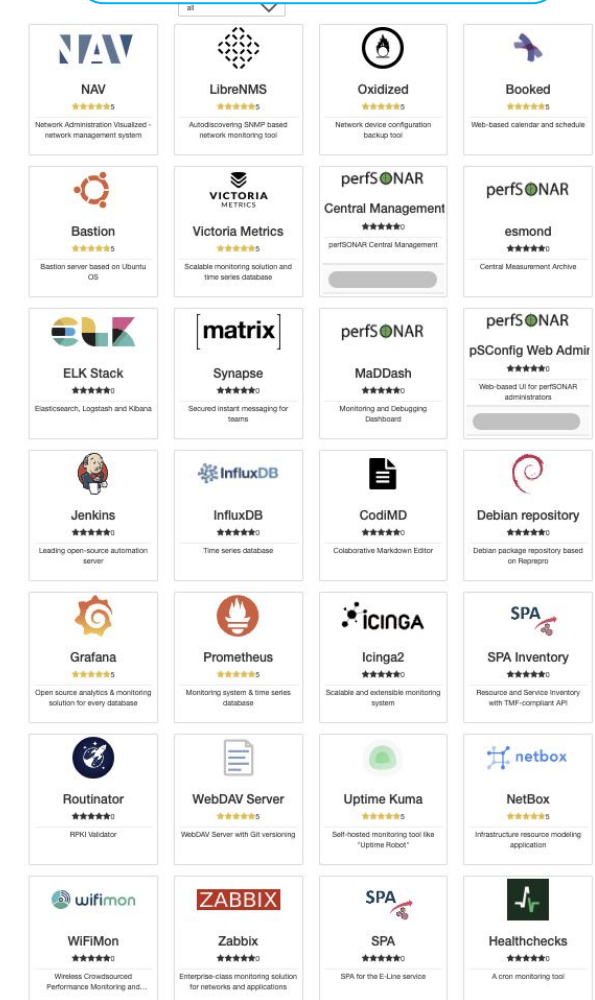 all
NAV
NAV
★★★★★5
Network Administration Visualized -
network management system
LibreNMS
★★★★★5
Autodiscovering SNMP based
network monitoring tool
Oxidized
★★★★★5
Network device configuration
backup tool
Booked
★★★★★5
Web-based calendar and schedule
Bastion
★★★★★5
Bastion server based on Ubuntu
OS
VICTORIA
METRICS
Victoria Metrics
★★★★★5
Scalable monitoring solution and
time series database
perfSONAR
Central Management
★★★★★0
perfSONAR Central Management
perfSONAR
esmond
★★★★★0
Central Measurement Archive
ELK
ELK Stack
★★★★★0
Elasticsearch, Logstash and Kibana
[matrix]
Synapse
★★★★★0
Secured instant messaging for
teams
perfSONAR
MaDDash
★★★★★0
Monitoring and Debugging
Dashboard
perfSONAR
pSConfig Web Admin
★★★★★0
Web-based UI for perfSONAR
administrators
Jenkins
★★★★★0
Leading open-source automation
server
InfluxDB
InfluxDB
★★★★★0
Time series database
CodiMD
★★★★★0
Colaborative Markdown Editor
Debian repository
★★★★★0
Debian package repository based
on Reprepro
Grafana
★★★★★5
Open source analytics & monitoring
solution for every database
Prometheus
★★★★★5
Monitoring system & time series
database
ICINGA
Icinga2
★★★★★0
Scalable and extensible monitoring
system
SPA
SPA Inventory
★★★★★0
Resource and Service Inventory
with TMF-compliant API
Routinator
★★★★★0
RPKI Validator
WebDAV Server
★★★★★5
WebDAV Server with Git versioning
Uptime Kuma
★★★★★5
Self-hosted monitoring tool like
"Uptime Robot"
netbox
NetBox
★★★★★5
Infrastructure resource modeling
application
wifimon
WiFiMon
★★★★★0
Wireless Crowdsourced
Performance Monitoring and...
ZABBIX
Zabbix
★★★★★0
Enterprise-class monitoring solution
for networks and applications
SPA
SPA
★★★★★0
SPA for the E-Line service
Healthchecks
★★★★★0
A cron monitoring tool